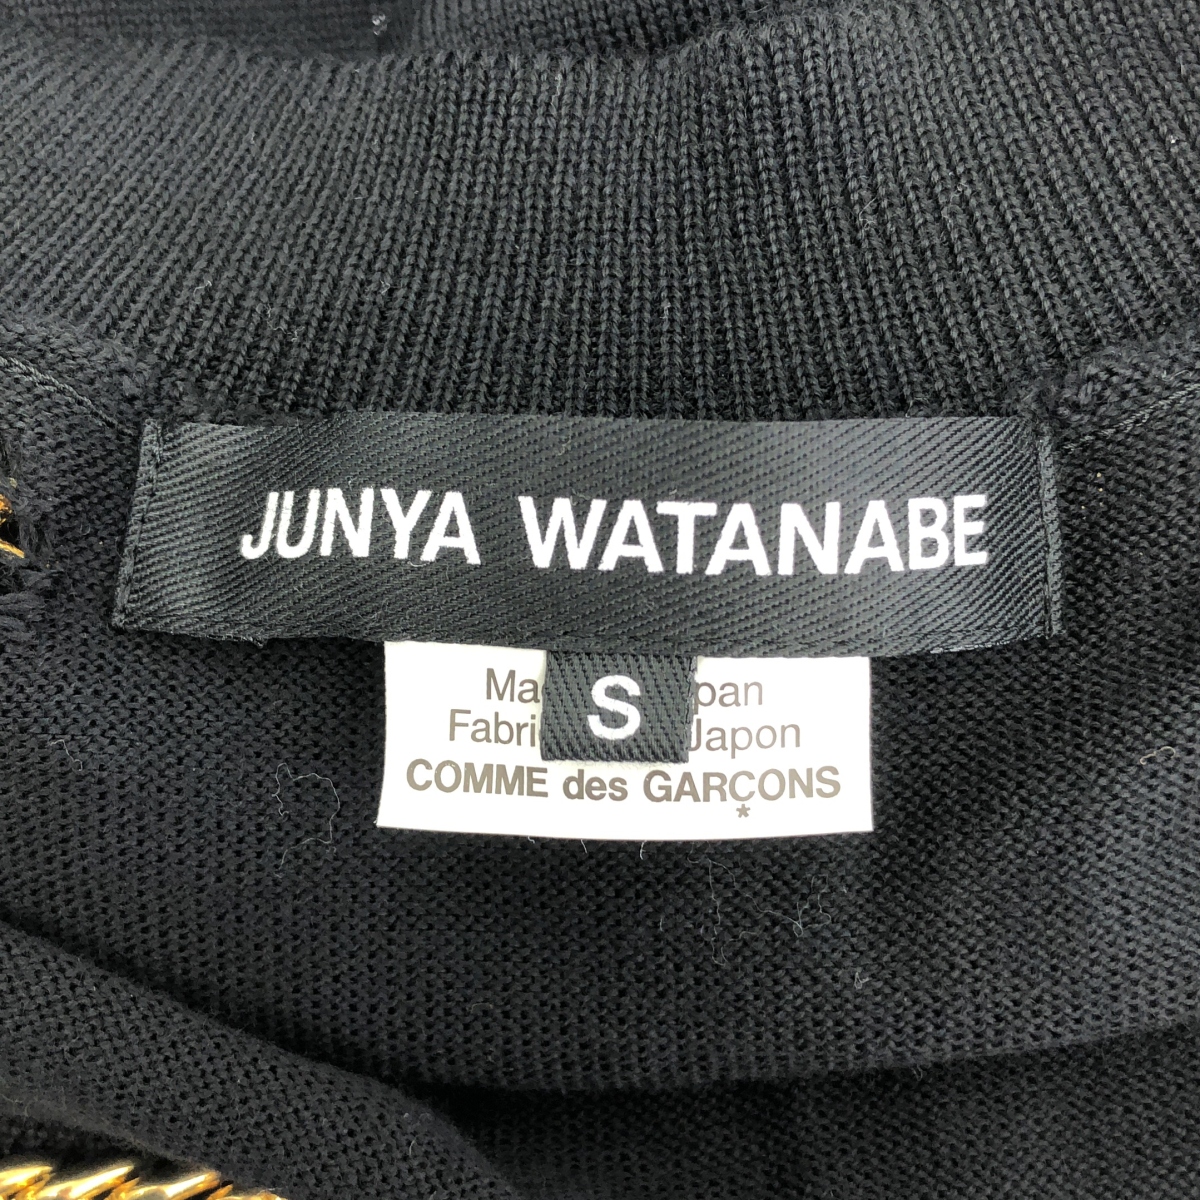 JUNYA WATANABE
S
Ma pan
Fabri Japon
COMME des GARÇONS
*